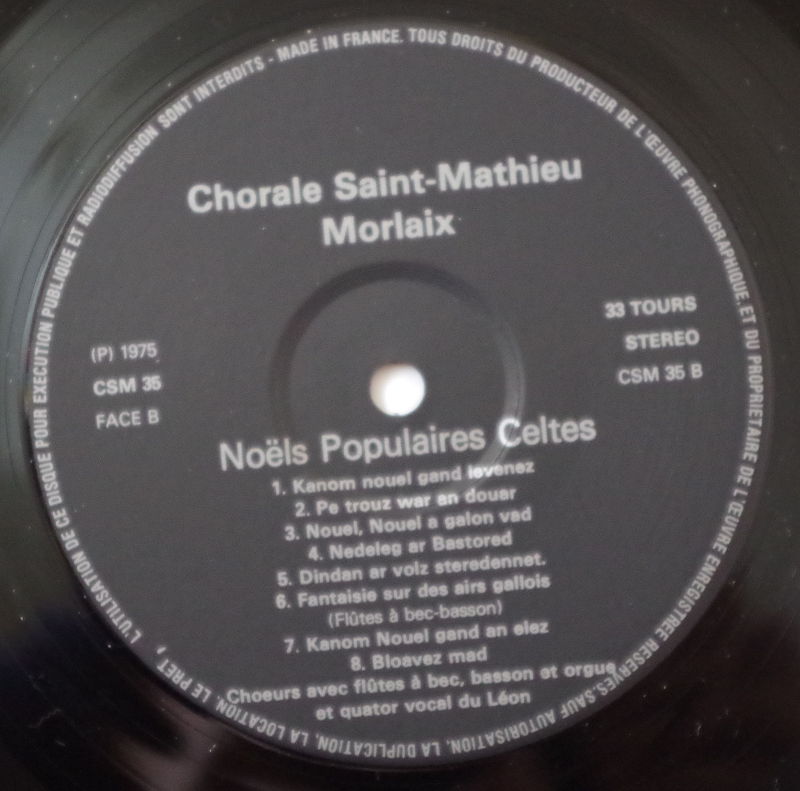 TOUS DROITS DU PRODUCTEUR DE L'ŒUVRE PHONOGRAPHIQUE ET DU PROPRIETAIRE DE L'ŒUVRE ENREGISTREE RESERVES. SAUF AUTORISATION, LA DUPLICATION, LA LOCATION, LE PRET, L'UTILISATION DE CE DISQUE POUR EXECUTION PUBLIQUE ET RADIODIFFUSION SONT INTERDITS - MADE IN FRANCE.
Chorale Saint-Mathieu
Morlaix
33 TOURS
STEREO
CSM 35 B
(P) 1975
CSM 35
FACE B
Noëls Populaires Celtes
1. Kanom nouel gand levenez
2. Pe trouz war an douar
3. Nouel, Nouel a galon vad
4. Nedeleg ar Bastored
5. Dindan ar volz steredennet.
6. Fantaisie sur des airs gallois
(Flûtes à bec-basson)
7. Kanom Nouel gand an elez
8. Bloavez mad
Choeurs avec flûtes à bec, basson et orgue
et quator vocal du Léon